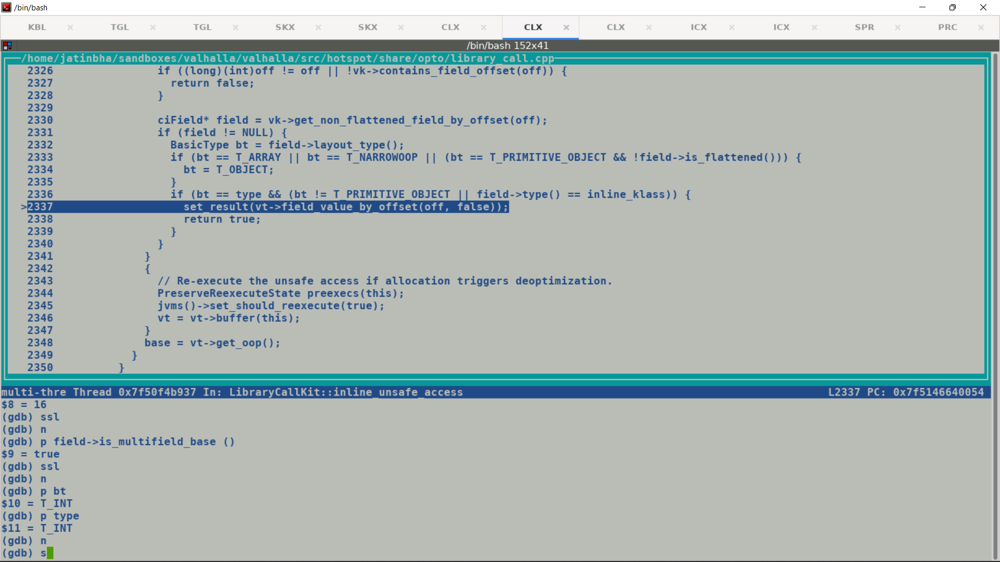 /bin/bash
KBL × TGL × TGL × SKX × SKX × CLX × CLX × CLX × ICX × ICX × SPR × PRC ×
/bin/bash 152x41
/home/jatinbha/sandboxes/valhalla/valhalla/src/hotspot/share/opto/library_call.cpp
2326 if ((long)(int)off != off || !vk->contains_field_offset(off)) {
2327 return false;
2328 }
2329
2330 ciField* field = vk->get_non_flattened_field_by_offset(off);
2331 if (field != NULL) {
2332 BasicType bt = field->layout_type();
2333 if (bt == T_ARRAY || bt == T_NARROWOOP || (bt == T_PRIMITIVE_OBJECT && !field->is_flattened())) {
2334 bt = T_OBJECT;
2335 }
2336 if (bt == type && (bt != T_PRIMITIVE_OBJECT || field->type() == inline_klass)) {
>2337 set_result(vt->field_value_by_offset(off, false));
2338 return true;
2339 }
2340 }
2341 }
2342 {
2343 // Re-execute the unsafe access if allocation triggers deoptimization.
2344 PreserveReexecuteState preexecs(this);
2345 jvms()->set_should_reexecute(true);
2346 vt = vt->buffer(this);
2347 }
2348 base = vt->get_oop();
2349 }
2350 }
multi-thre Thread 0x7f50f4b937 In: LibraryCallKit::inline_unsafe_access L2337 PC: 0x7f5146640054
$8 = 16
(gdb) ssl
(gdb) n
(gdb) p field->is_multifield_base ()
$9 = true
(gdb) ssl
(gdb) n
(gdb) p bt
$10 = T_INT
(gdb) p type
$11 = T_INT
(gdb) n
(gdb) s